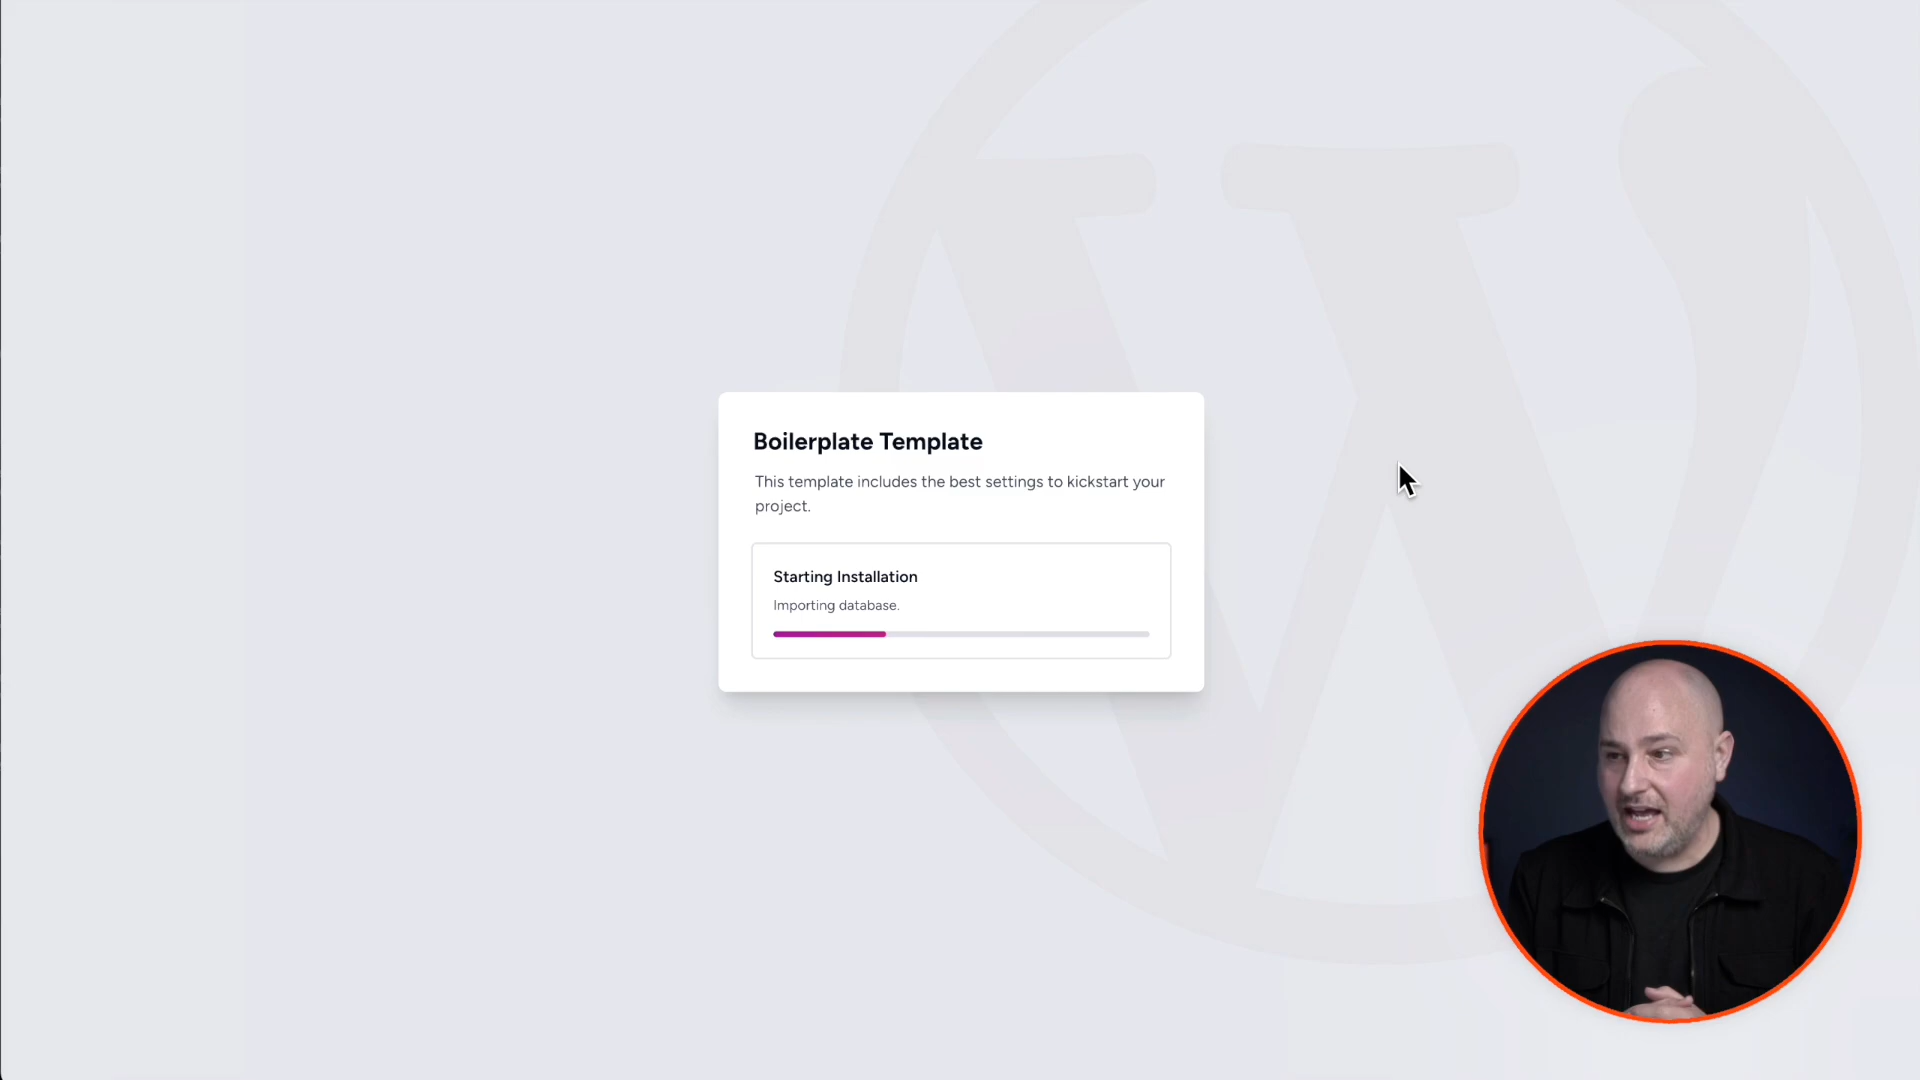 Boilerplate Template
This template includes the best settings to kickstart your
project.
Starting Installation
Importing database.